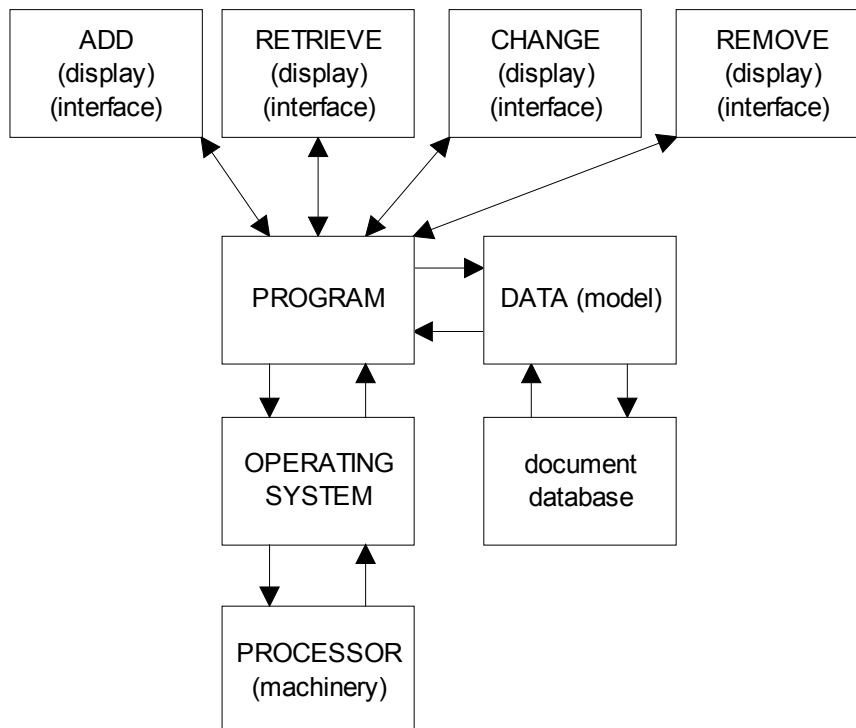 ADD
(display)
(interface)
RETRIEVE
(display)
(interface)
CHANGE
(display)
(interface)
REMOVE
(display)
(interface)
PROGRAM
DATA (model)
OPERATING
SYSTEM
document
database
PROCESSOR
(machinery)